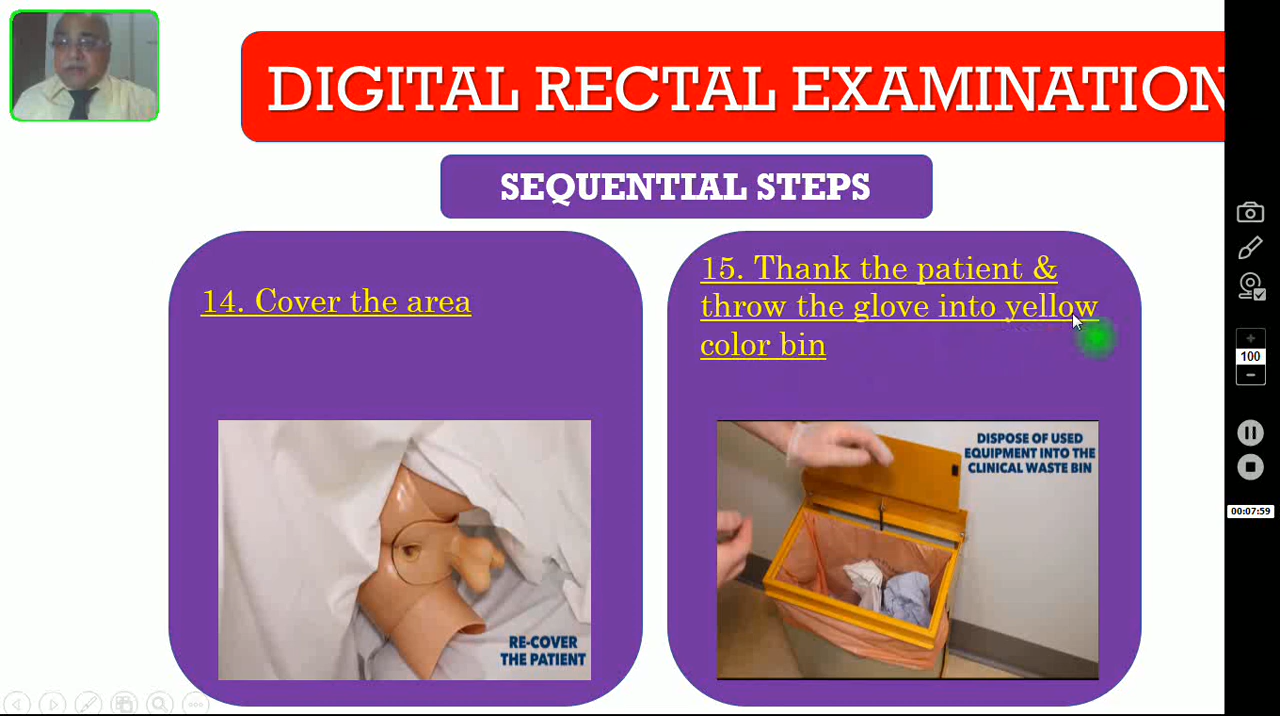 DIGITAL RECTAL EXAMINATION
SEQUENTIAL STEPS
14. Cover the area
15. Thank the patient &
throw the glove into yellow
color bin
RE-COVER
THE PATIENT
DISPOSE OF USED
EQUIPMENT INTO THE
CLINICAL WASTE BIN
100
00:07:59